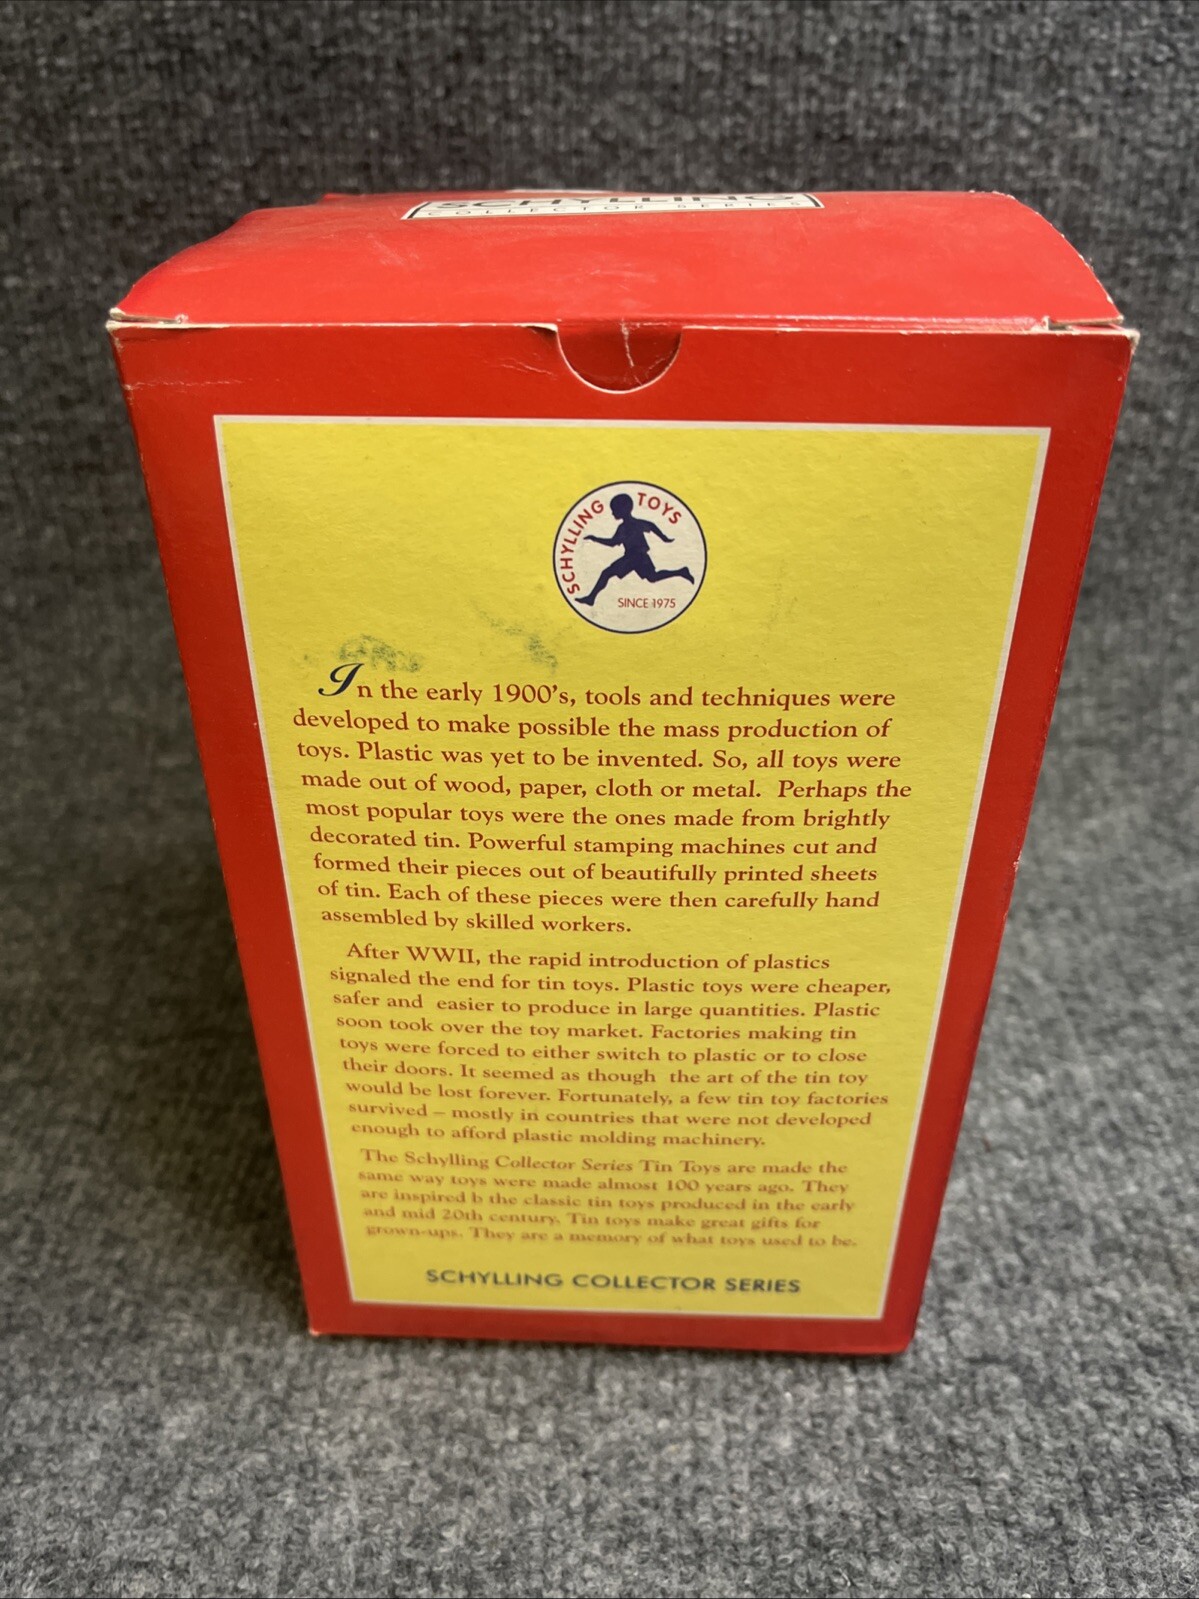 SCHYLLING
COLLECTOR SERIES
SCHYLLING TOYS
SINCE 1975
In the early 1900's, tools and techniques were
developed to make possible the mass production of
toys. Plastic was yet to be invented. So, all toys were
made out of wood, paper, cloth or metal. Perhaps the
most popular toys were the ones made from brightly
decorated tin. Powerful stamping machines cut and
formed their pieces out of beautifully printed sheets
of tin. Each of these pieces were then carefully hand
assembled by skilled workers.
After WWII, the rapid introduction of plastics
signaled the end for tin toys. Plastic toys were cheaper,
safer and easier to produce in large quantities. Plastic
soon took over the toy market. Factories making tin
toys were forced to either switch to plastic or to close
their doors. It seemed as though the art of the tin toy
would be lost forever. Fortunately, a few tin toy factories
survived – mostly in countries that were not developed
enough to afford plastic molding machinery.
The Schylling Collector Series Tin Toys are made the
same way toys were made almost 100 years ago. They
are inspired b the classic tin toys produced in the early
and mid 20th century. Tin toys make great gifts for
grown-ups. They are a memory of what toys used to be.
SCHYLLING COLLECTOR SERIES